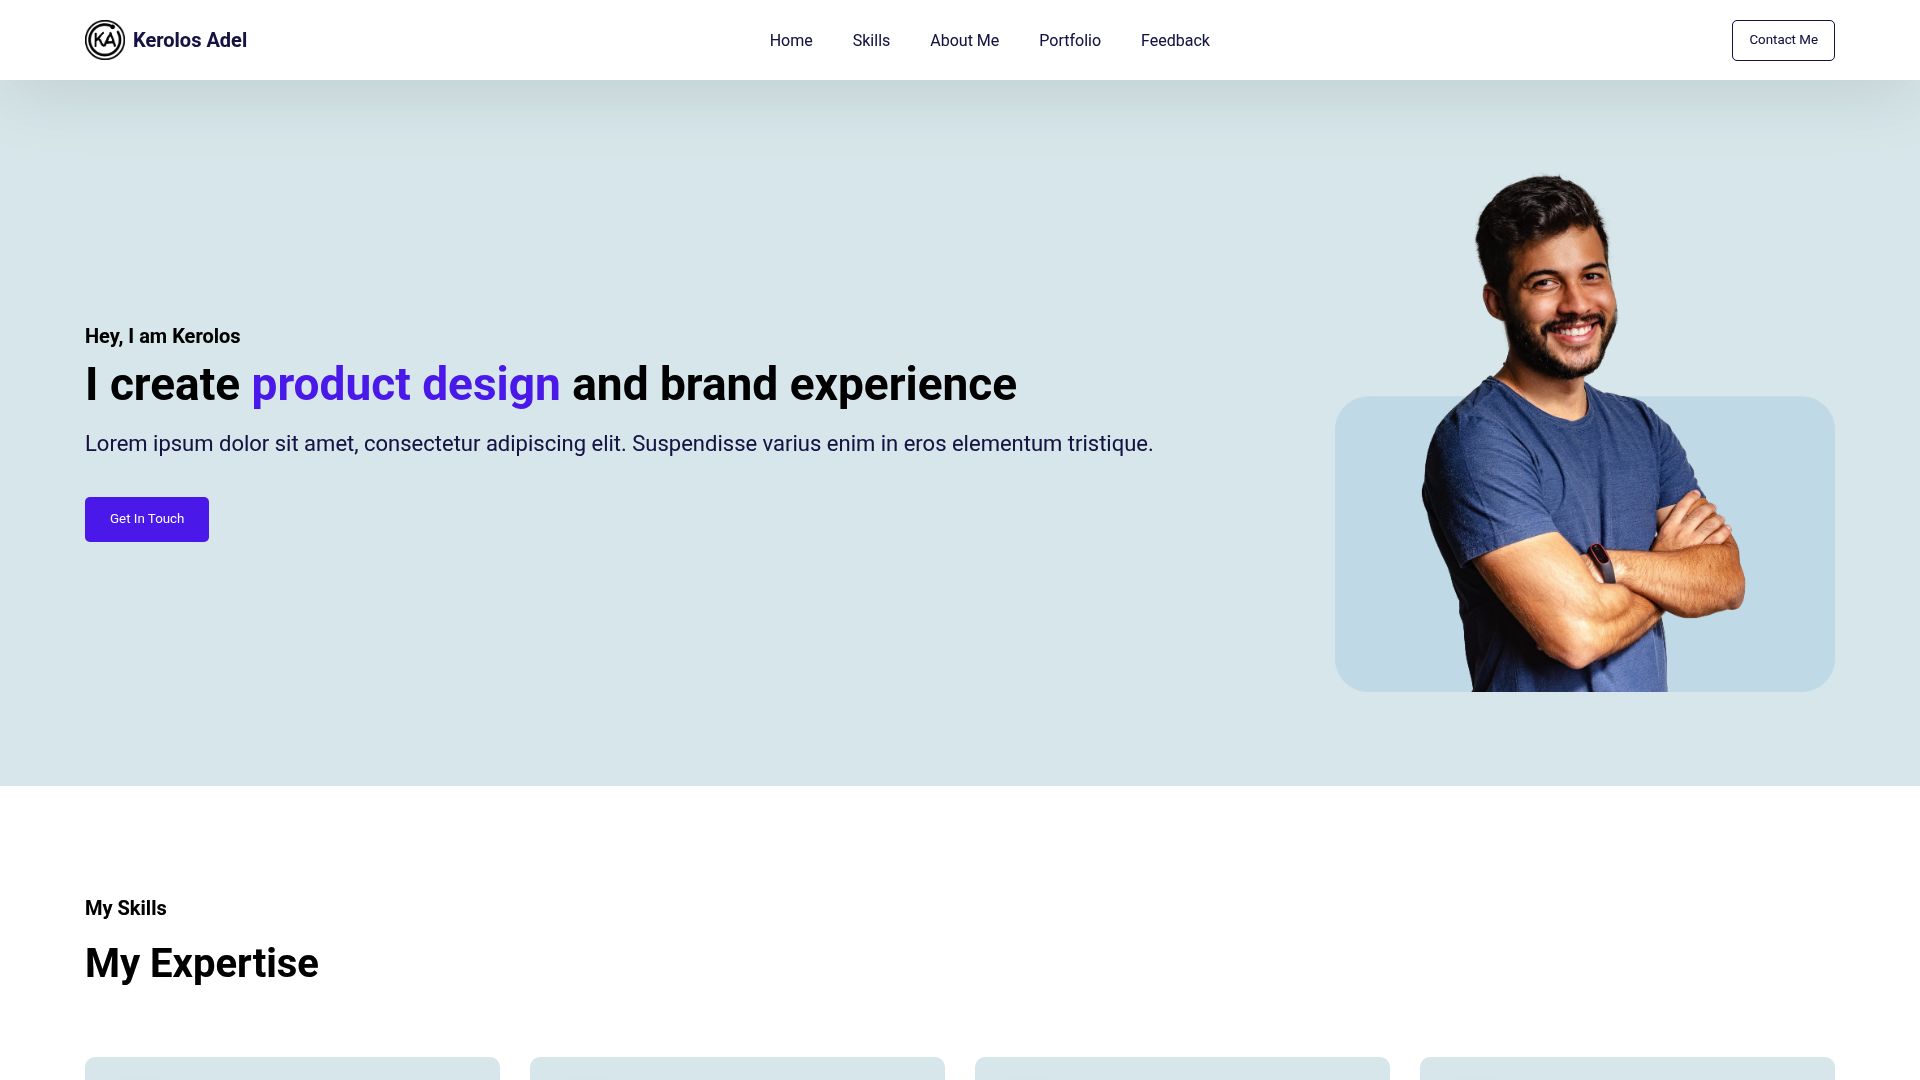 KA
Kerolos Adel
Home
Skills
About Me
Portfolio
Feedback
Contact Me
Hey, I am Kerolos
I create product design and brand experience
Lorem ipsum dolor sit amet, consectetur adipiscing elit. Suspendisse varius enim in eros elementum tristique.
Get In Touch
My Skills
My Expertise